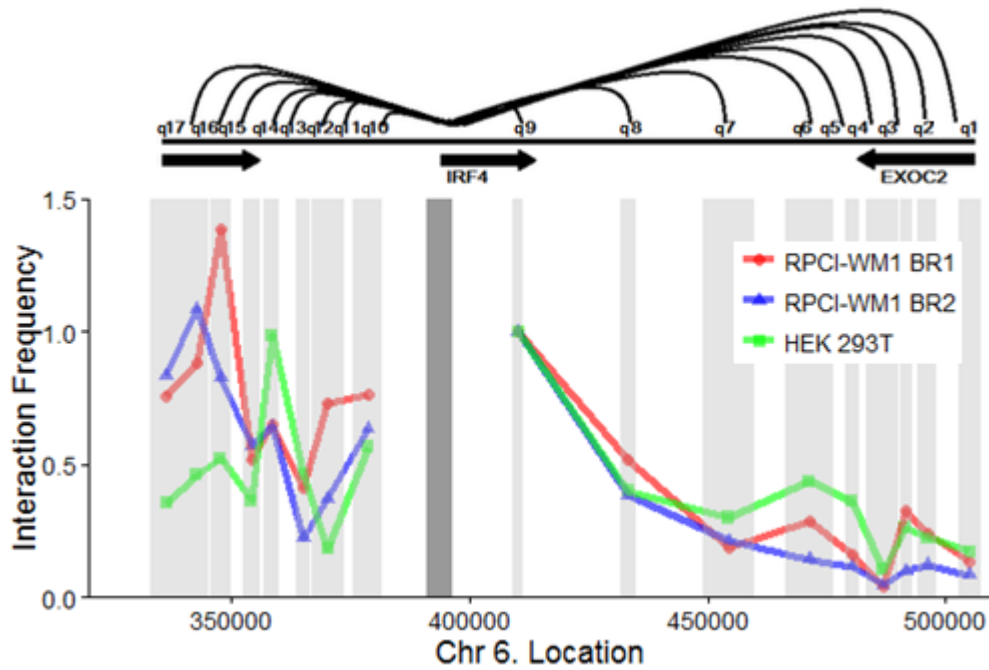 q17 q16 q15 q14 q13 q12 q11 q10 q9 q8 q7 q6 q5 q4 q3 q2 q1
IRF4 EXOC2
1.5
1.0
0.5
0.0
Interaction Frequency
RPCI-WM1 BR1
RPCI-WM1 BR2
HEK 293T
350000 400000 450000 500000
Chr 6. Location